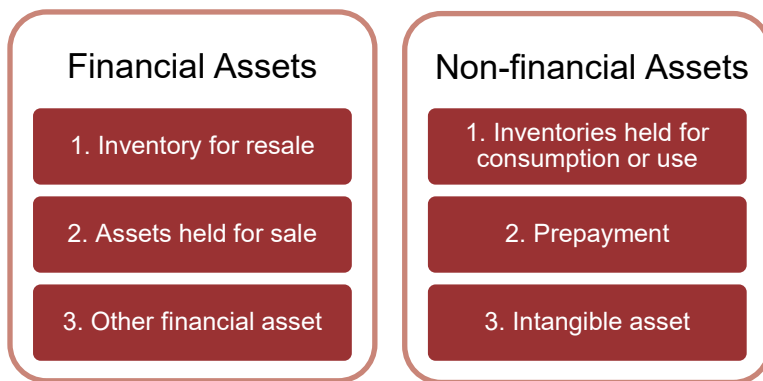 Financial Assets
1. Inventory for resale
2. Assets held for sale
3. Other financial asset
Non-financial Assets
1. Inventories held for
consumption or use
2. Prepayment
3. Intangible asset